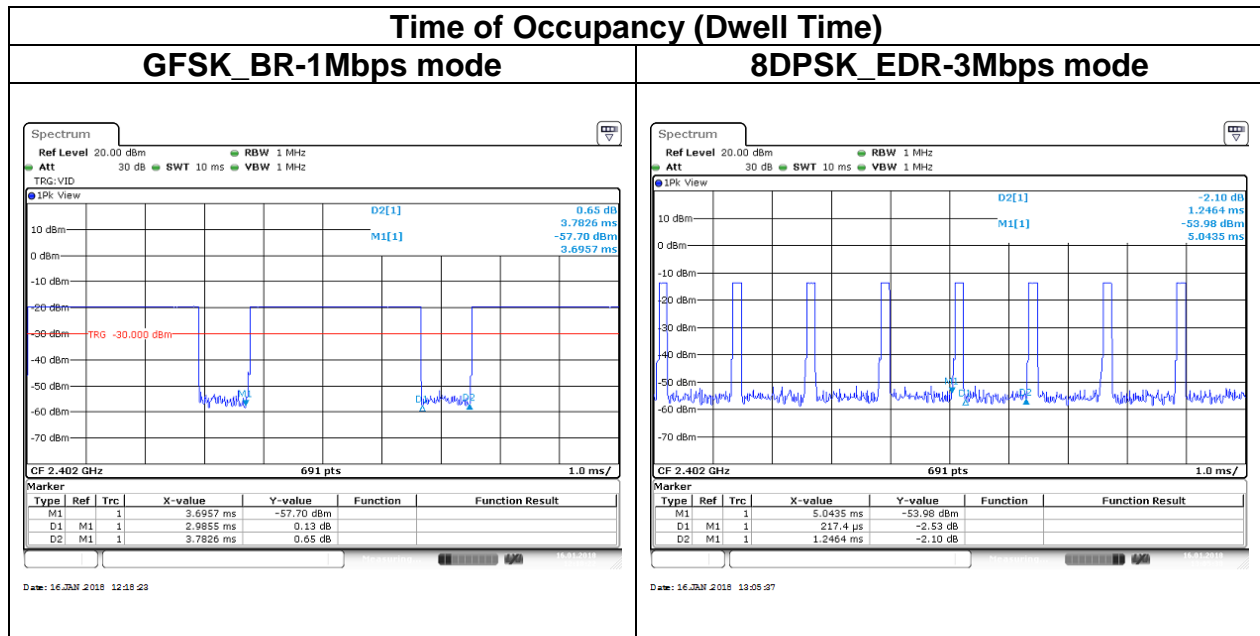 Time of Occupancy (Dwell Time)
GFSK_BR-1Mbps mode
8DPSK_EDR-3Mbps mode
Spectrum
Ref Level 20.00 dBm RBW 1 MHz
Att 30 dB SWT 10 ms VBW 1 MHz
TRG:VID
1Pk View
D2[1] 0.65 dB
3.7826 ms
M1[1] -57.70 dBm
3.6957 ms
10 dBm
0 dBm
-10 dBm
-20 dBm
-30 dBm TRG -30.000 dBm
-40 dBm
-50 dBm
M1
D2
-60 dBm
-70 dBm
CF 2.402 GHz 691 pts 1.0 ms/
Marker
Type Ref Trc X-value Y-value Function Function Result
M1 1 3.6957 ms -57.70 dBm
D1 M1 1 2.9855 ms 0.13 dB
D2 M1 1 3.7826 ms 0.65 dB
16.01.2018
Date: 16.JAN.2018 12:18:23
Spectrum
Ref Level 20.00 dBm RBW 1 MHz
Att 30 dB SWT 10 ms VBW 1 MHz
1Pk View
D2[1] -2.10 dB
1.2464 ms
M1[1] -53.98 dBm
5.0435 ms
10 dBm
0 dBm
-10 dBm
-20 dBm
-30 dBm
-40 dBm
-50 dBm
M1
D1 D2
-60 dBm
-70 dBm
CF 2.402 GHz 691 pts 1.0 ms/
Marker
Type Ref Trc X-value Y-value Function Function Result
M1 1 5.0435 ms -53.98 dBm
D1 M1 1 217.4 µs -2.53 dB
D2 M1 1 1.2464 ms -2.10 dB
16.01.2018
Date: 16.JAN.2018 13:05:37